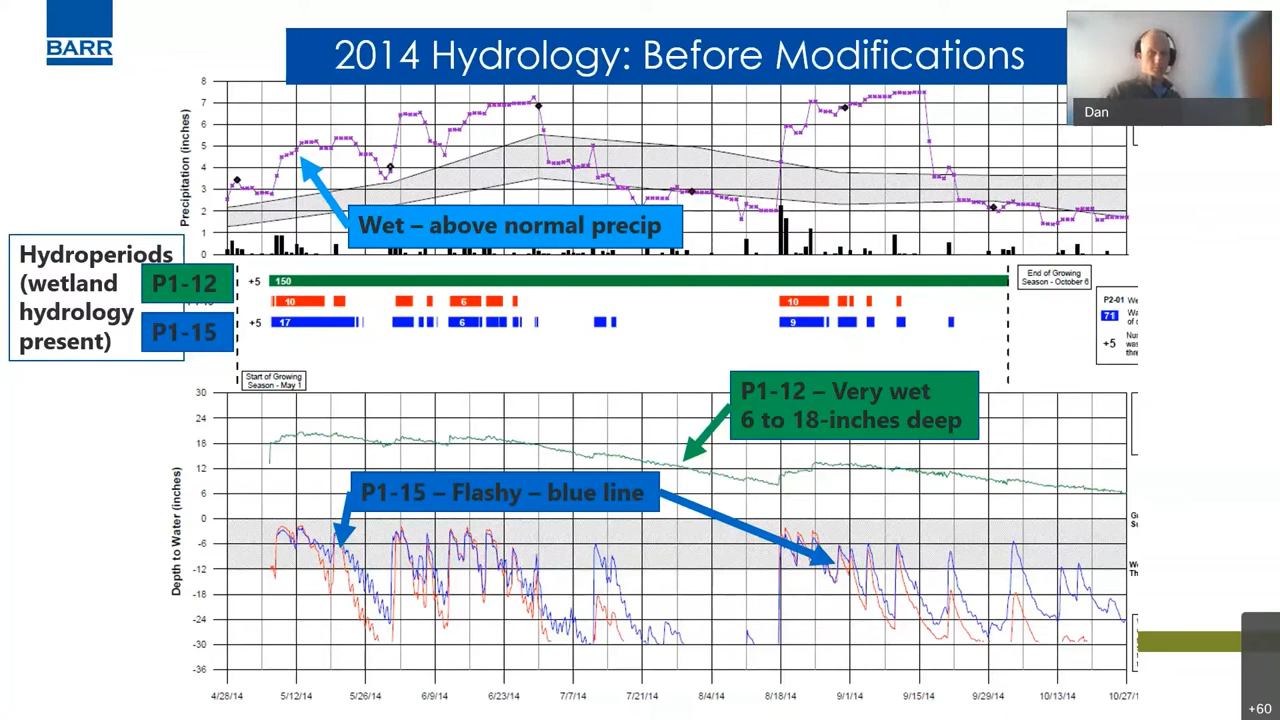 BARR
2014 Hydrology: Before Modifications
Dan
Precipitation (inches)
8
7
6
5
4
3
2
1
0
Wet – above normal precip
Hydroperiods
(wetland
hydrology
present)
P1-12
P1-15
+5
150
10
6
10
+5
17
6
9
End of Growing
Season - October 6
P2-01
71
+5
Start of Growing
Season - May 1
P1-12 – Very wet
6 to 18-inches deep
P1-15 – Flashy – blue line
Depth to Water (inches)
30
24
18
12
6
0
-6
-12
-18
-24
-30
-36
4/28/14
5/12/14
5/26/14
6/9/14
6/23/14
7/7/14
7/21/14
8/4/14
8/18/14
9/1/14
9/15/14
9/29/14
10/13/14
10/27/1
+60